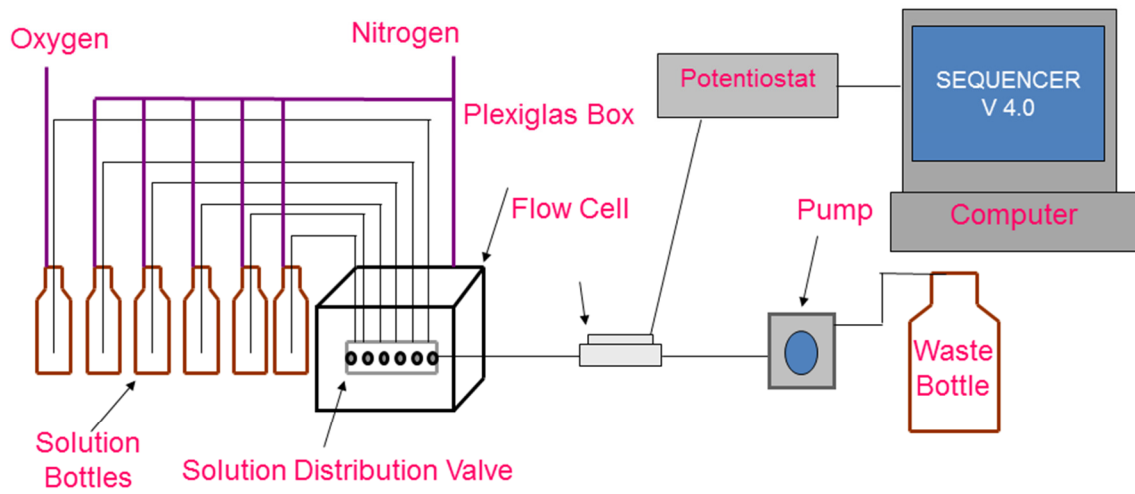 Oxygen
Nitrogen
Potentiostat
SEQUENCER
V 4.0
Plexiglas Box
Flow Cell
Pump
Computer
Waste
Bottle
Solution
Bottles
Solution Distribution Valve